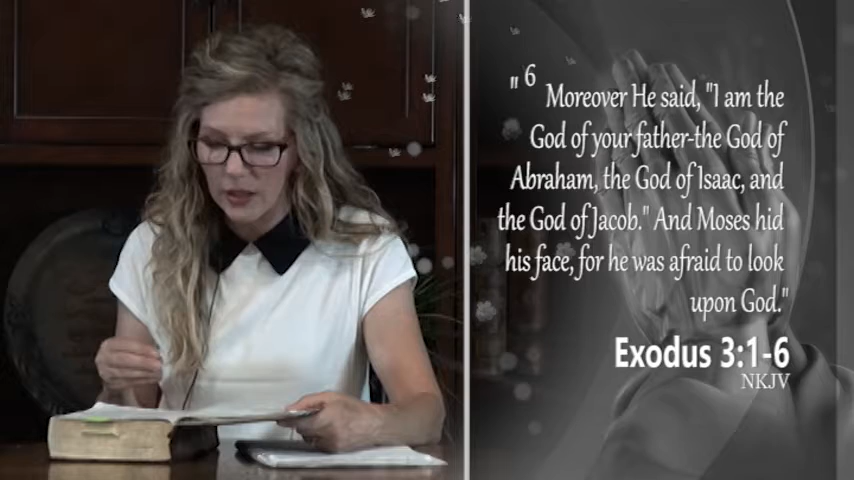 " 6 Moreover He said, "I am the
God of your father-the God of
Abraham, the God of Isaac, and
the God of Jacob." And Moses hid
his face, for he was afraid to look
upon God."
Exodus 3:1-6
NKJV